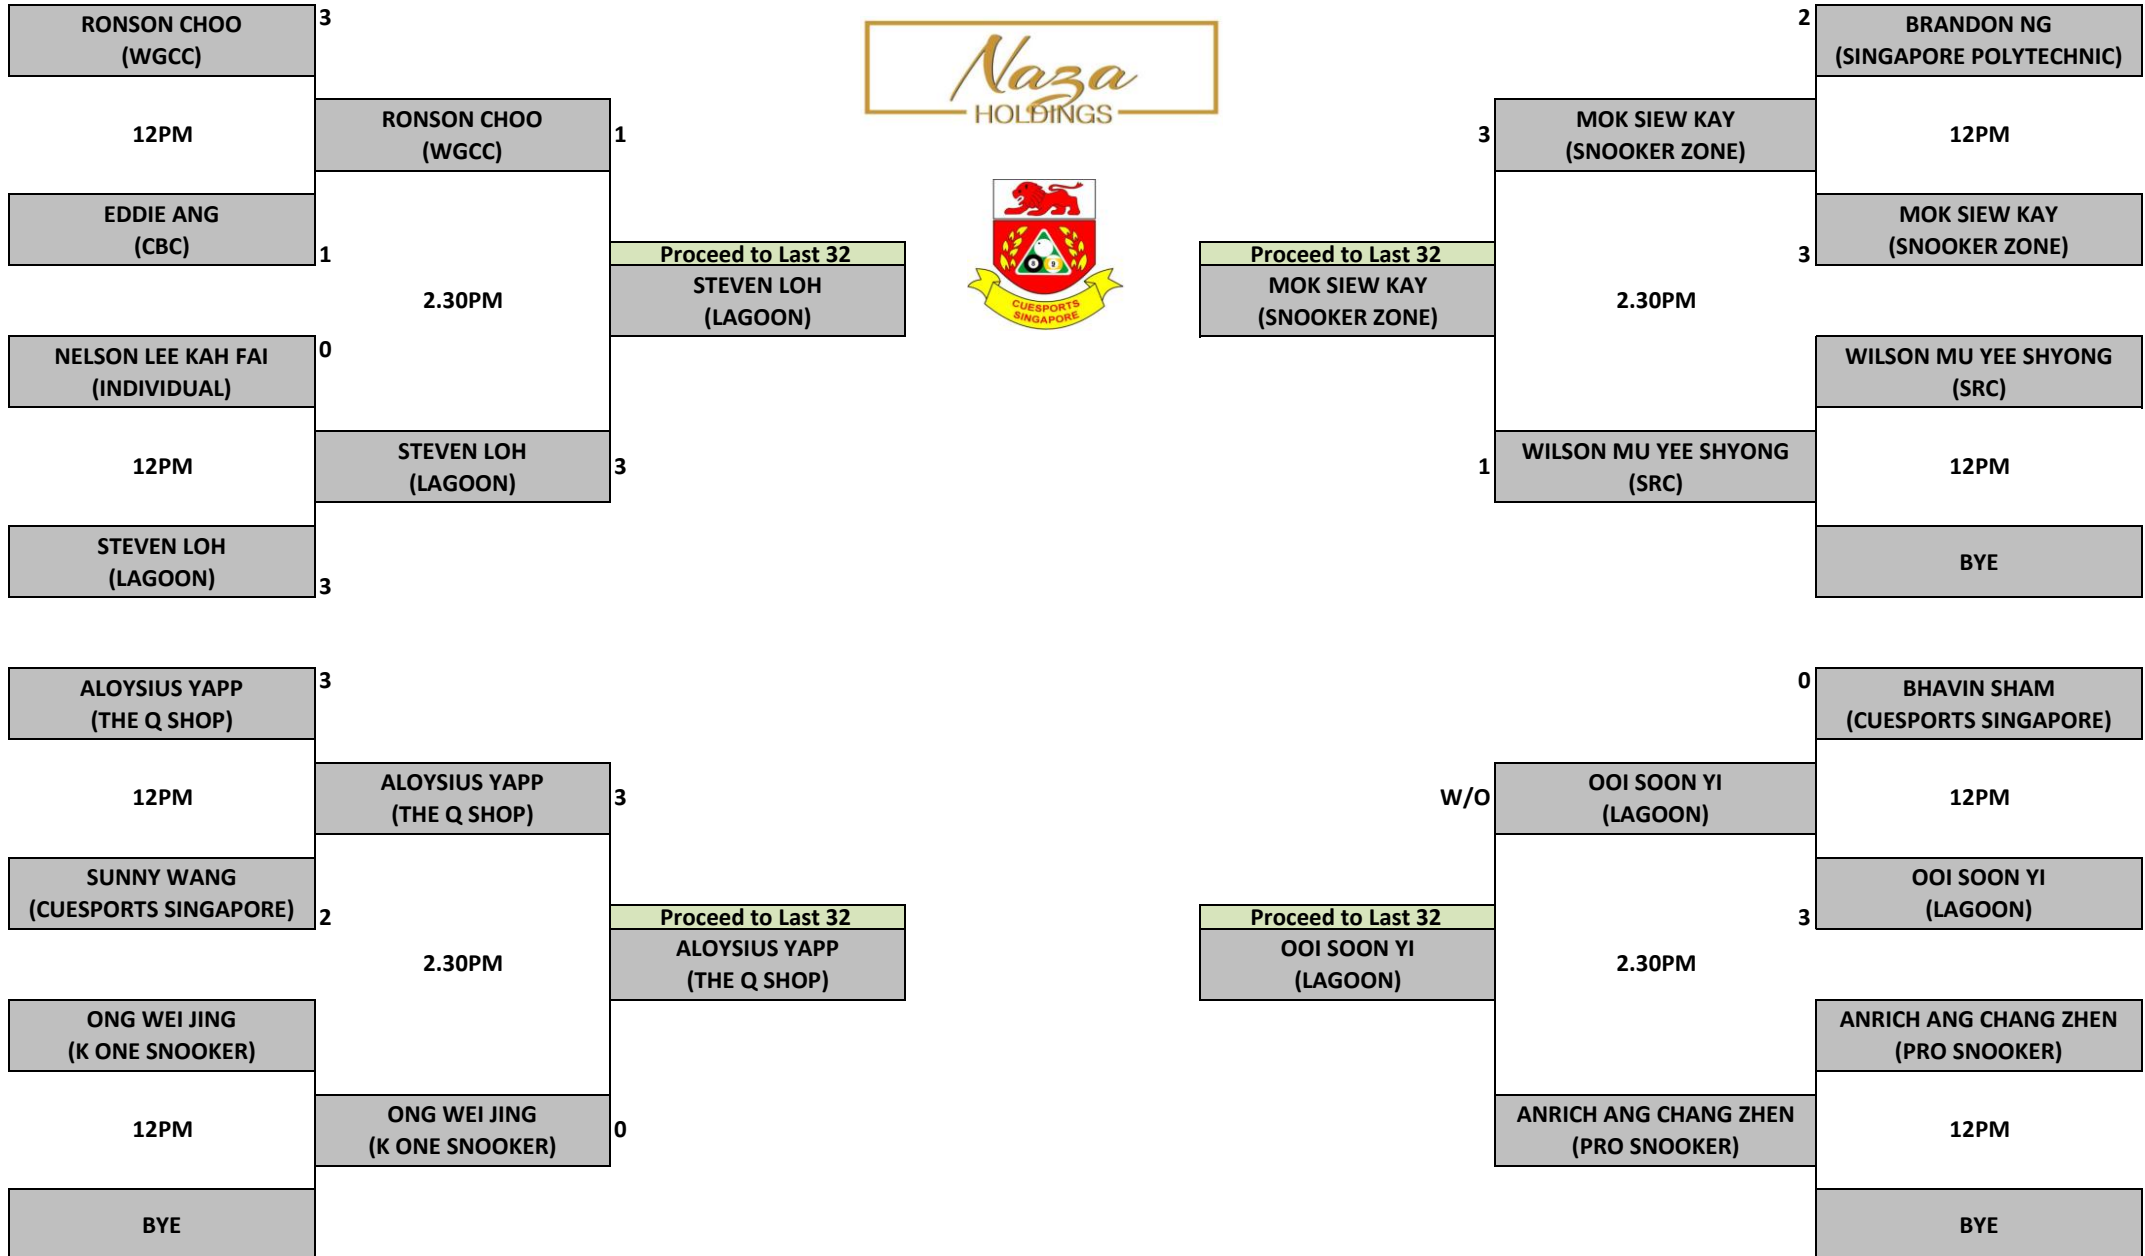 RONSON CHOO
(WGCC)
3
12PM
EDDIE ANG
(CBC)
1
RONSON CHOO
(WGCC)
1
2.30PM
NELSON LEE KAH FAI
(INDIVIDUAL)
0
12PM
STEVEN LOH
(LAGOON)
3
STEVEN LOH
(LAGOON)
3
Proceed to Last 32
STEVEN LOH
(LAGOON)
Naza
HOLDINGS
8
9
CUESPORTS
SINGAPORE
2
BRANDON NG
(SINGAPORE POLYTECHNIC)
12PM
3
MOK SIEW KAY
(SNOOKER ZONE)
3
MOK SIEW KAY
(SNOOKER ZONE)
2.30PM
Proceed to Last 32
MOK SIEW KAY
(SNOOKER ZONE)
WILSON MU YEE SHYONG
(SRC)
12PM
BYE
1
WILSON MU YEE SHYONG
(SRC)
ALOYSIUS YAPP
(THE Q SHOP)
3
12PM
SUNNY WANG
(CUESPORTS SINGAPORE)
2
ALOYSIUS YAPP
(THE Q SHOP)
3
2.30PM
Proceed to Last 32
ALOYSIUS YAPP
(THE Q SHOP)
ONG WEI JING
(K ONE SNOOKER)
12PM
BYE
ONG WEI JING
(K ONE SNOOKER)
0
0
BHAVIN SHAM
(CUESPORTS SINGAPORE)
12PM
3
OOI SOON YI
(LAGOON)
W/O
OOI SOON YI
(LAGOON)
2.30PM
Proceed to Last 32
OOI SOON YI
(LAGOON)
ANRICH ANG CHANG ZHEN
(PRO SNOOKER)
12PM
BYE
ANRICH ANG CHANG ZHEN
(PRO SNOOKER)